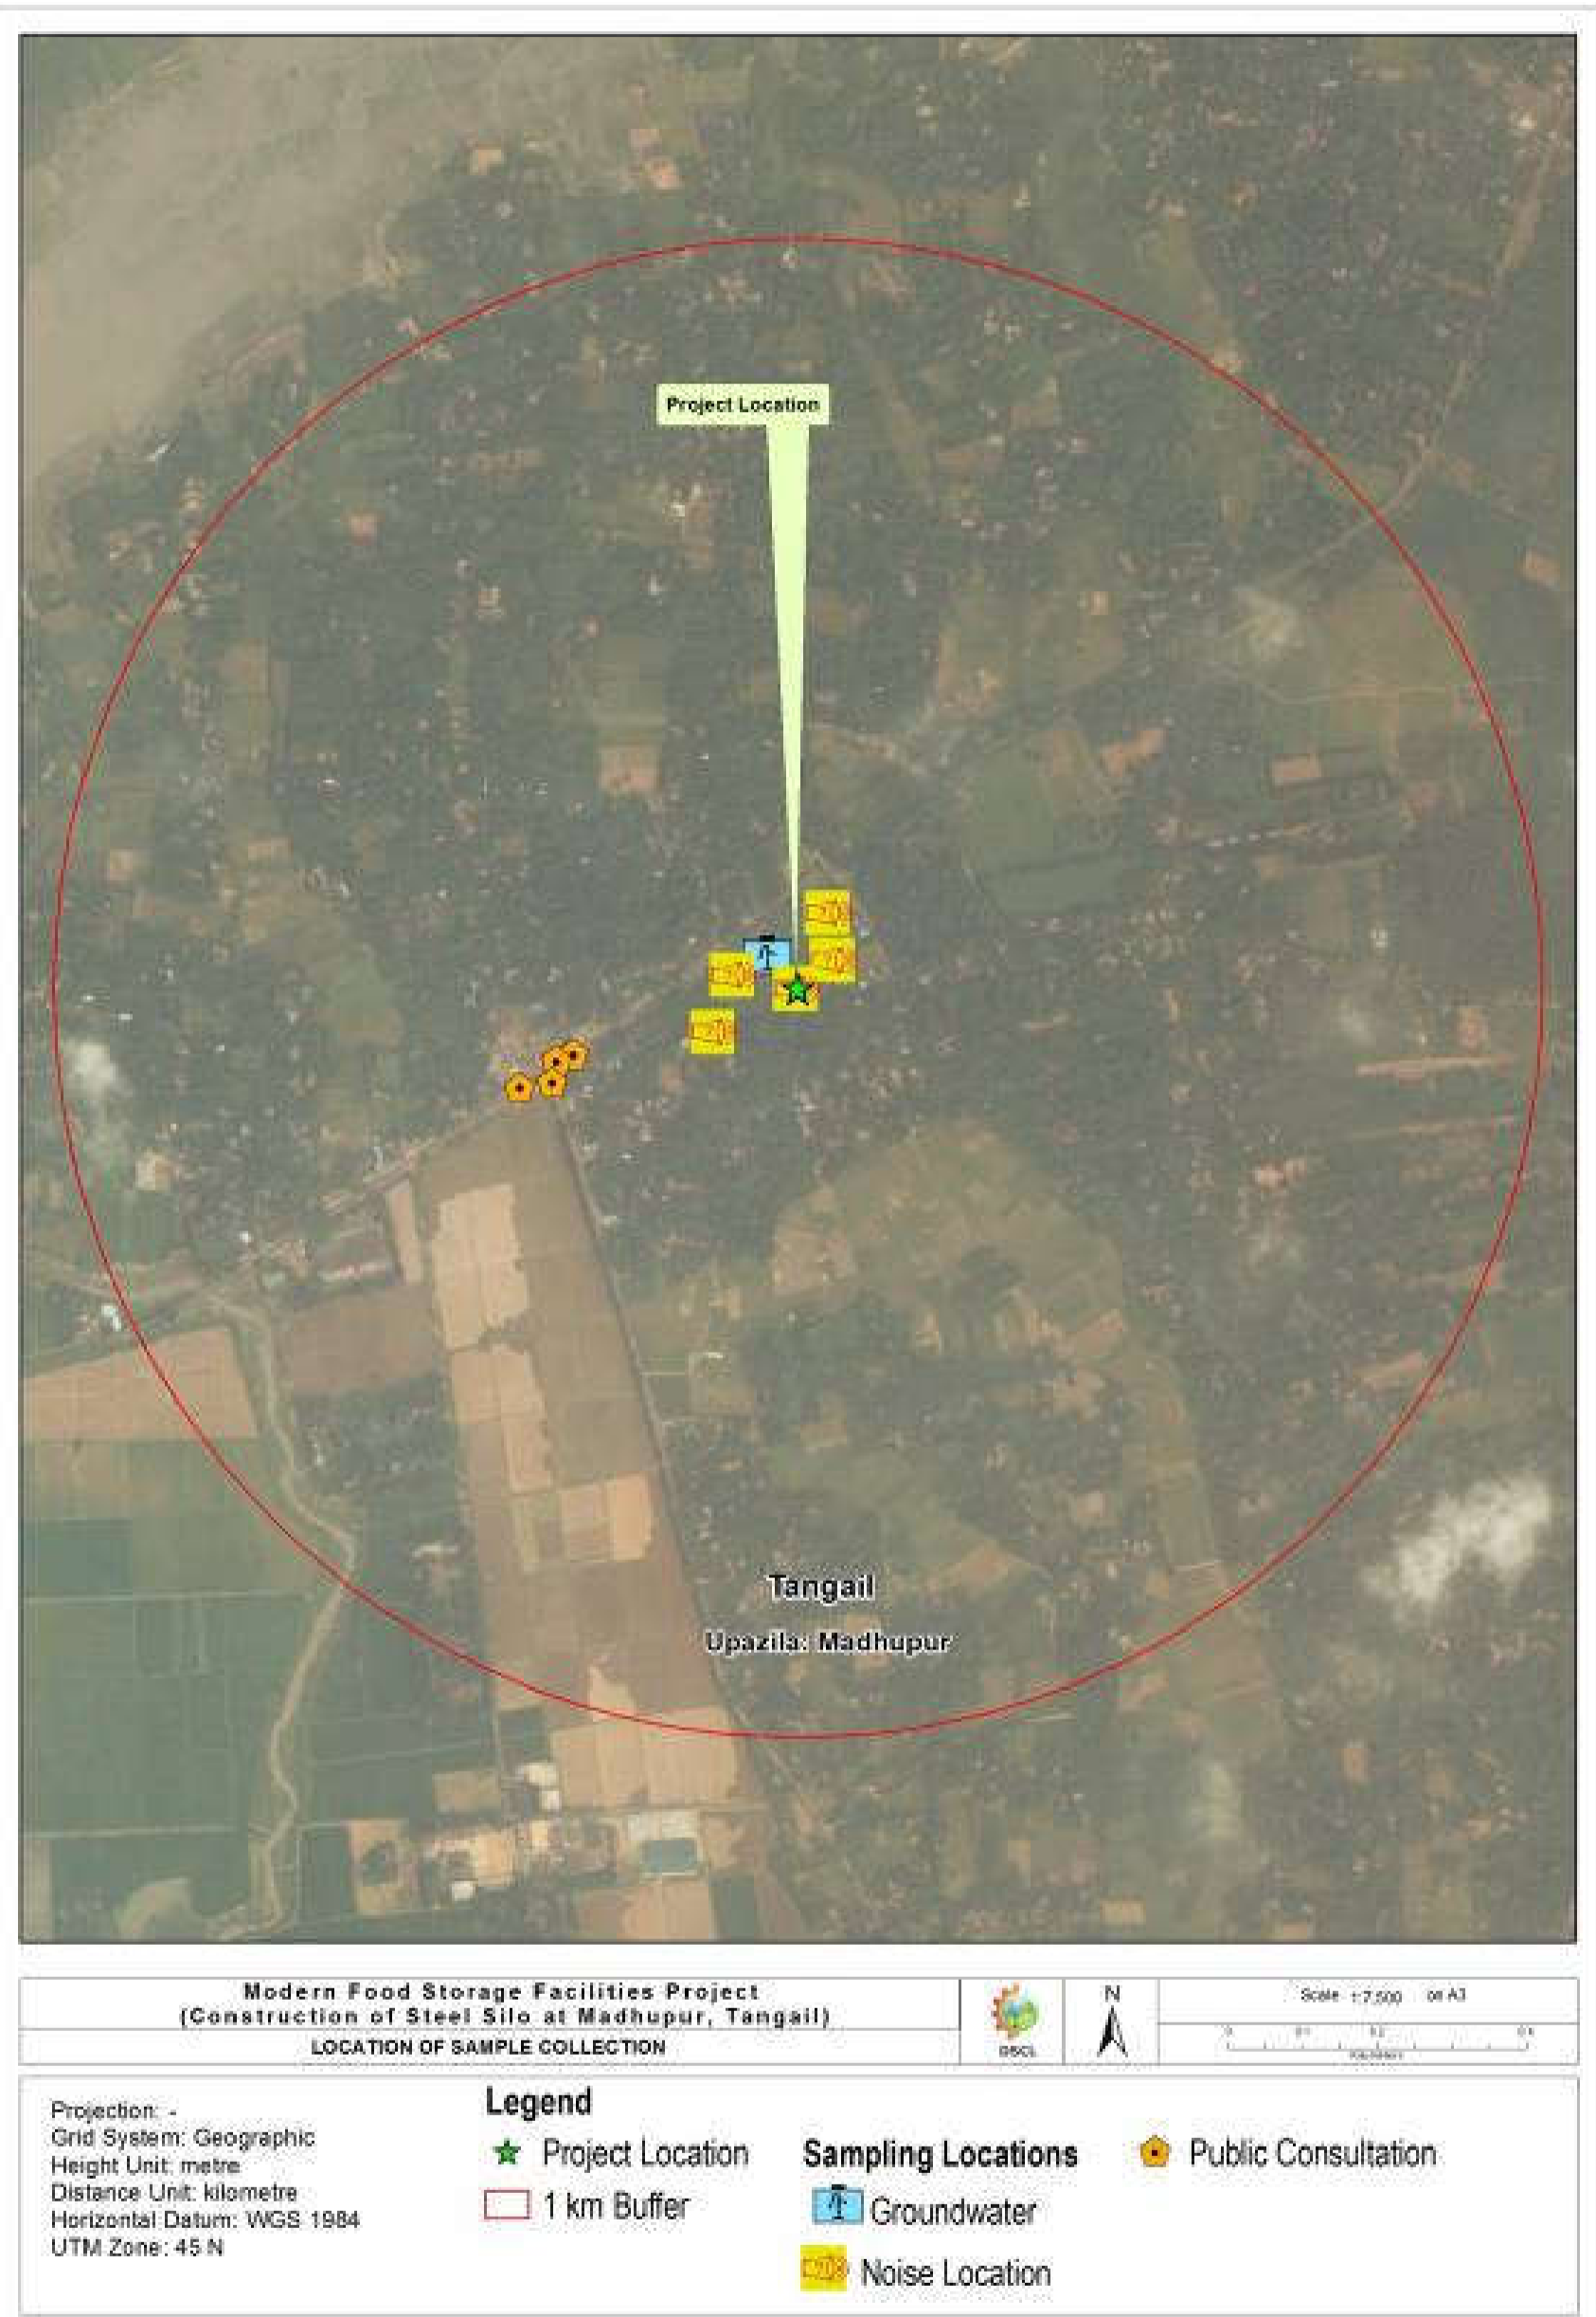 Project Location
Tangail
Upazila: Madhupur
Modern Food Storage Facilities Project
(Construction of Steel Silo at Madhupur, Tangail)
LOCATION OF SAMPLE COLLECTION
N
Scale 1:7,500 on A3
Projection: -
Grid System: Geographic
Height Unit: metre
Distance Unit: kilometre
Horizontal Datum: WGS 1984
UTM Zone: 45 N
Legend
Project Location
1 km Buffer
Sampling Locations
Groundwater
Noise Location
Public Consultation